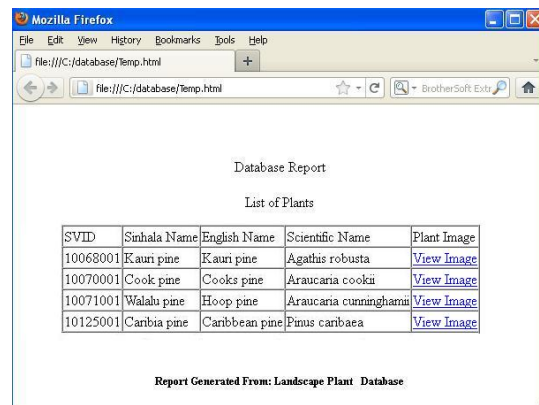 Mozilla Firefox
File Edit View History Bookmarks Tools Help
file:///C:/database/Temp.html +
file:///C:/database/Temp.html BrotherSoft Extr
Database Report
List of Plants
SVID Sinhala Name English Name Scientific Name Plant Image
10068001 Kauri pine Kauri pine Agathis robusta View Image
10070001 Cook pine Cooks pine Araucaria cookii View Image
10071001 Walalu pine Hoop pine Araucaria cunninghamii View Image
10125001 Caribia pine Caribbean pine Pinus caribaea View Image
Report Generated From: Landscape Plant Database